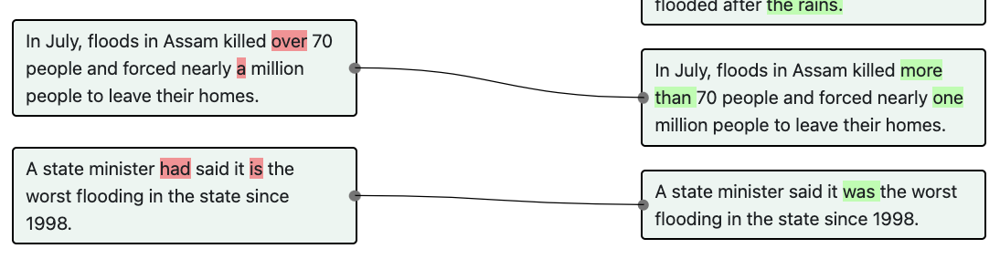 In July, floods in Assam killed over 70
people and forced nearly a million
people to leave their homes.
A state minister had said it is the
worst flooding in the state since
1998.
flooded after the rains.
In July, floods in Assam killed more
than 70 people and forced nearly one
million people to leave their homes.
A state minister said it was the worst
flooding in the state since 1998.